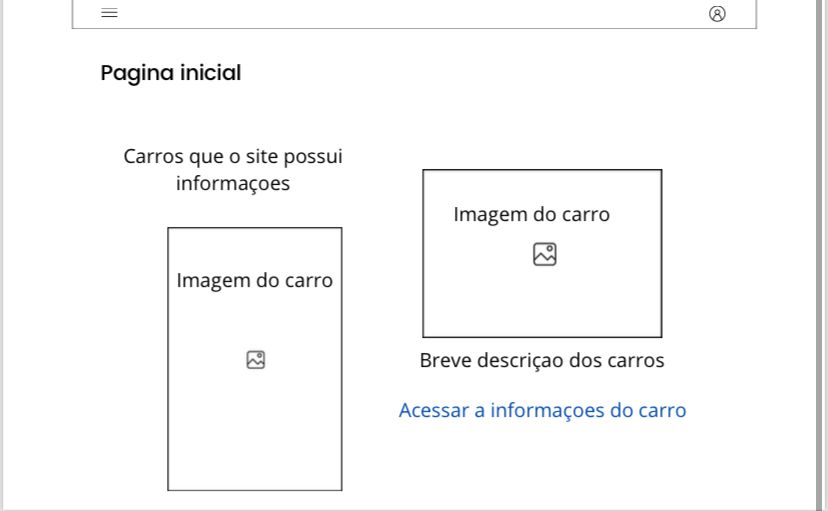 Pagina inicial
Carros que o site possui
informaçoes
Imagem do carro
Imagem do carro
Breve descriçao dos carros
Acessar a informaçoes do carro